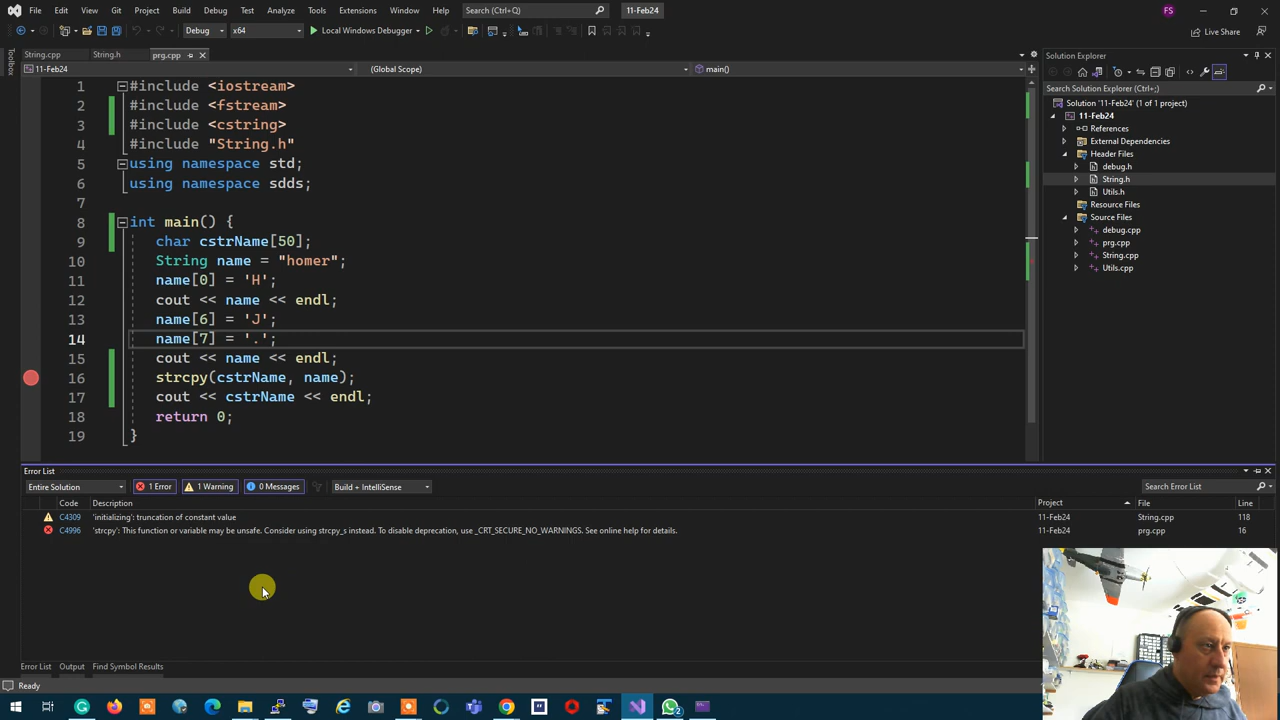 File Edit View Git Project Build Debug Test Analyze Tools Extensions Window Help Search (Ctrl+Q) 11-Feb24 FS
Debug x64 Local Windows Debugger Live Share
Toolbox
String.cpp String.h prg.cpp
11-Feb24 (Global Scope) main()
1 #include <iostream>
2 #include <fstream>
3 #include <cstring>
4 #include "String.h"
5 using namespace std;
6 using namespace sdds;
7
8 int main() {
9 char cstrName[50];
10 String name = "homer";
11 name[0] = 'H';
12 cout << name << endl;
13 name[6] = 'J';
14 name[7] = '.';
15 cout << name << endl;
16 strcpy(cstrName, name);
17 cout << cstrName << endl;
18 return 0;
19 }
Solution Explorer
Search Solution Explorer (Ctrl+;)
Solution '11-Feb24' (1 of 1 project)
11-Feb24
References
External Dependencies
Header Files
debug.h
String.h
Utils.h
Resource Files
Source Files
debug.cpp
prg.cpp
String.cpp
Utils.cpp
Error List
Entire Solution 1 Error 1 Warning 0 Messages Build + IntelliSense Search Error List
Code Description Project File Line
C4309 'initializing': truncation of constant value 11-Feb24 String.cpp 118
C4996 'strcpy': This function or variable may be unsafe. Consider using strcpy_s instead. To disable deprecation, use _CRT_SECURE_NO_WARNINGS. See online help for details. 11-Feb24 prg.cpp 16
Error List Output Find Symbol Results
Ready